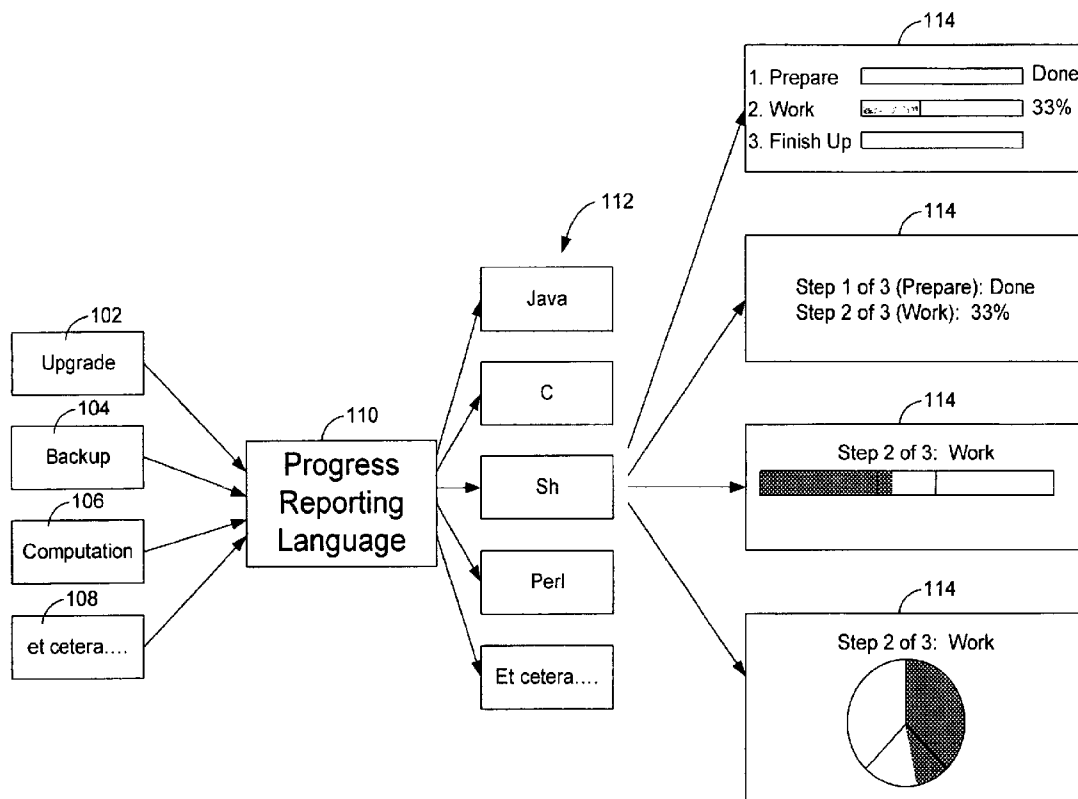 102
Upgrade
104
Backup
106
Computation
108
et cetera....
110
Progress
Reporting
Language
112
Java
C
Sh
Perl
Et cetera....
114
1. Prepare Done
2. Work 33%
3. Finish Up
114
Step 1 of 3 (Prepare): Done
Step 2 of 3 (Work): 33%
114
Step 2 of 3: Work
114
Step 2 of 3: Work